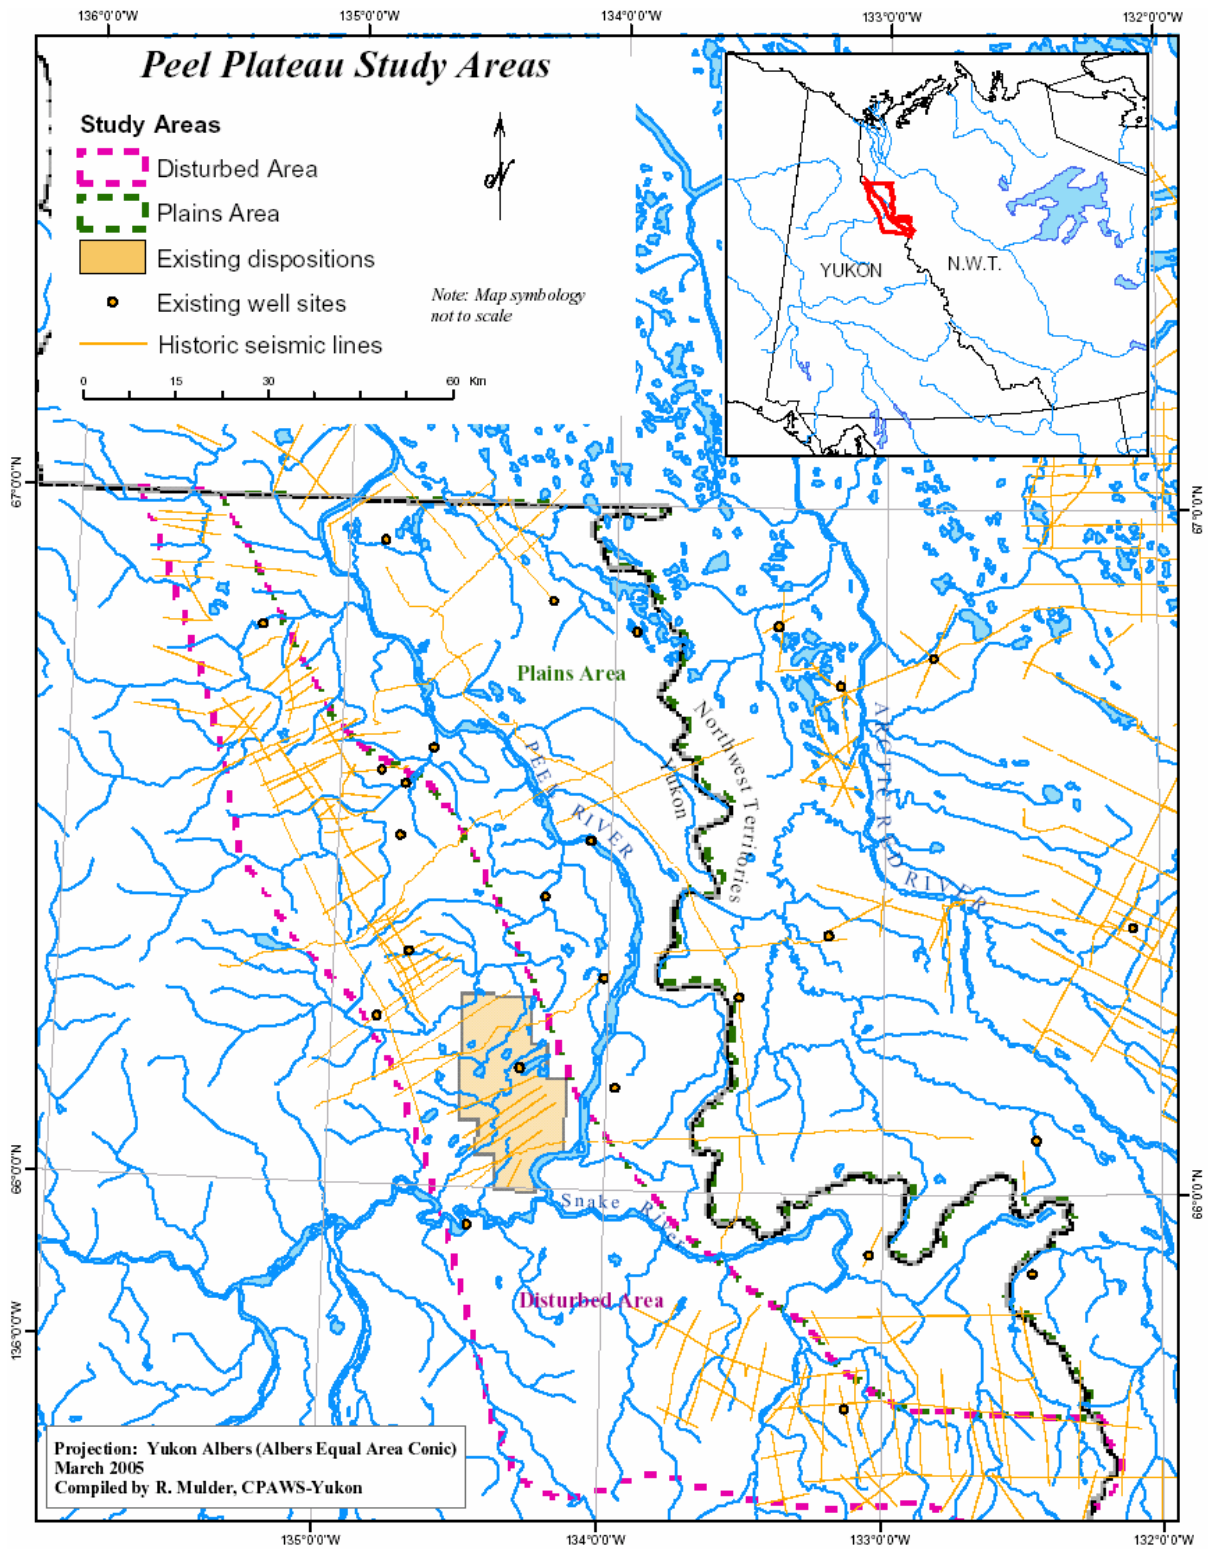 136°0'0"W
135°0'0"W
134°0'0"W
133°0'0"W
132°0'0"W
Peel Plateau Study Areas
Study Areas
Disturbed Area
Plains Area
Existing dispositions
Existing well sites
Historic seismic lines
N
Note: Map symbology
not to scale
0 15 30 60 Km
YUKON
N.W.T.
67°0'0"N
67°0'0"N
Plains Area
Northwest Territories
Yukon
PEEL RIVER
ARCTIC RED RIVER
66°0'0"N
66°0'0"N
Snake River
Disturbed Area
136°0'0"W
Projection: Yukon Albers (Albers Equal Area Conic)
March 2005
Compiled by R. Mulder, CPAWS-Yukon
135°0'0"W
134°0'0"W
133°0'0"W
132°0'0"W